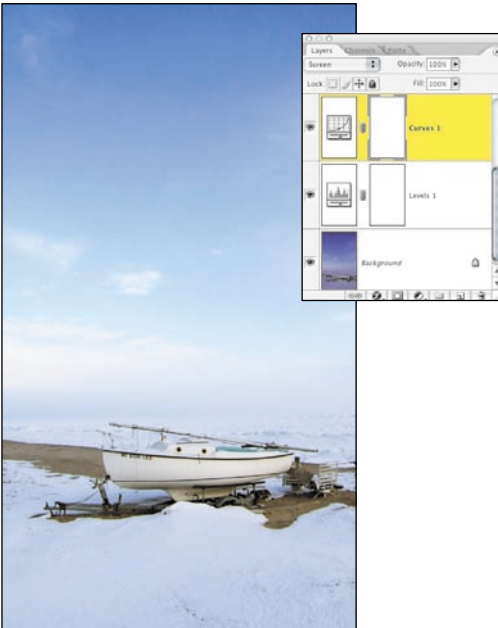 Layers Channels Paths
Screen Opacity: 100%
Lock: Fill: 100%
Curves 1
Levels 1
Background